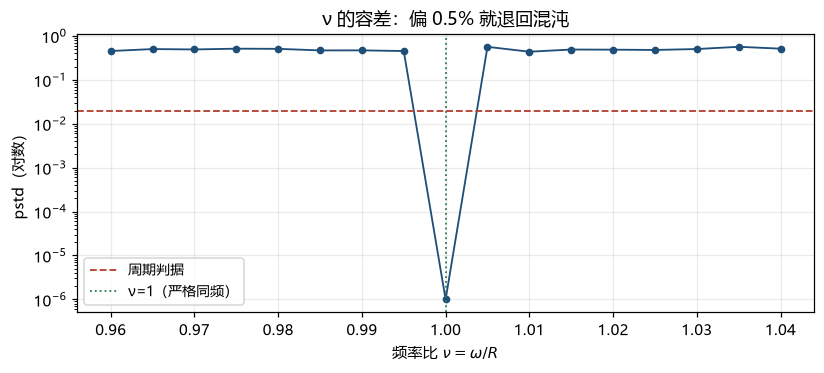 ν 的容差：偏 0.5% 就退回混沌
10⁰
10⁻¹
10⁻²
10⁻³
10⁻⁴
10⁻⁵
10⁻⁶
pstd（对数）
周期判据
ν=1（严格同频）
0.96 0.97 0.98 0.99 1.00 1.01 1.02 1.03 1.04
频率比 ν = ω/R